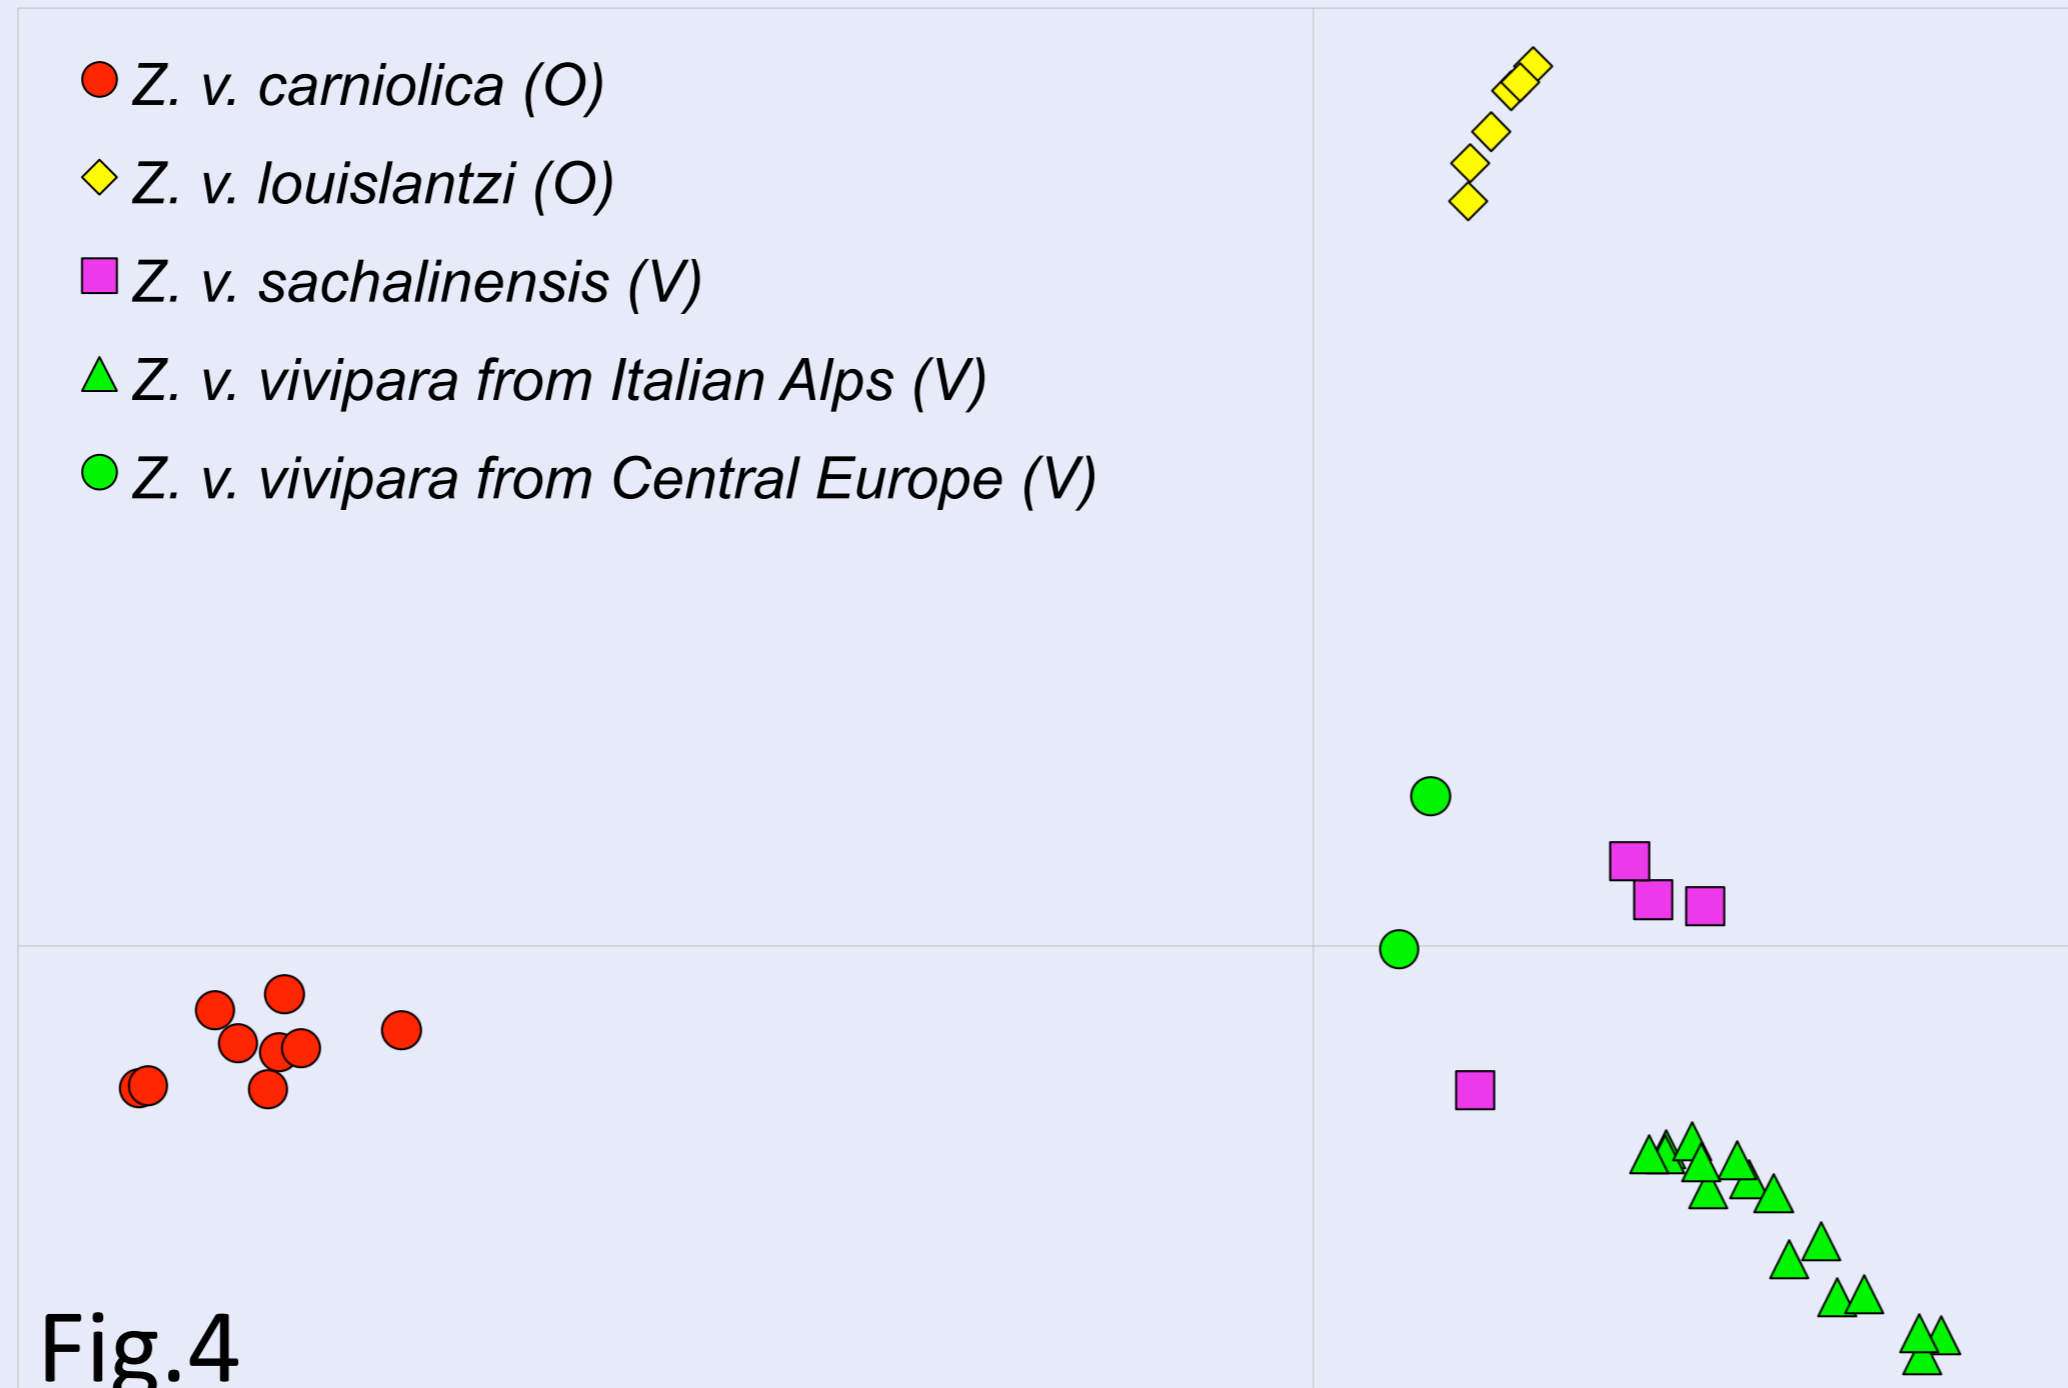 Z. v. carniolica (O)
Z. v. louislantzi (O)
Z. v. sachalinensis (V)
Z. v. vivipara from Italian Alps (V)
Z. v. vivipara from Central Europe (V)
Fig.4